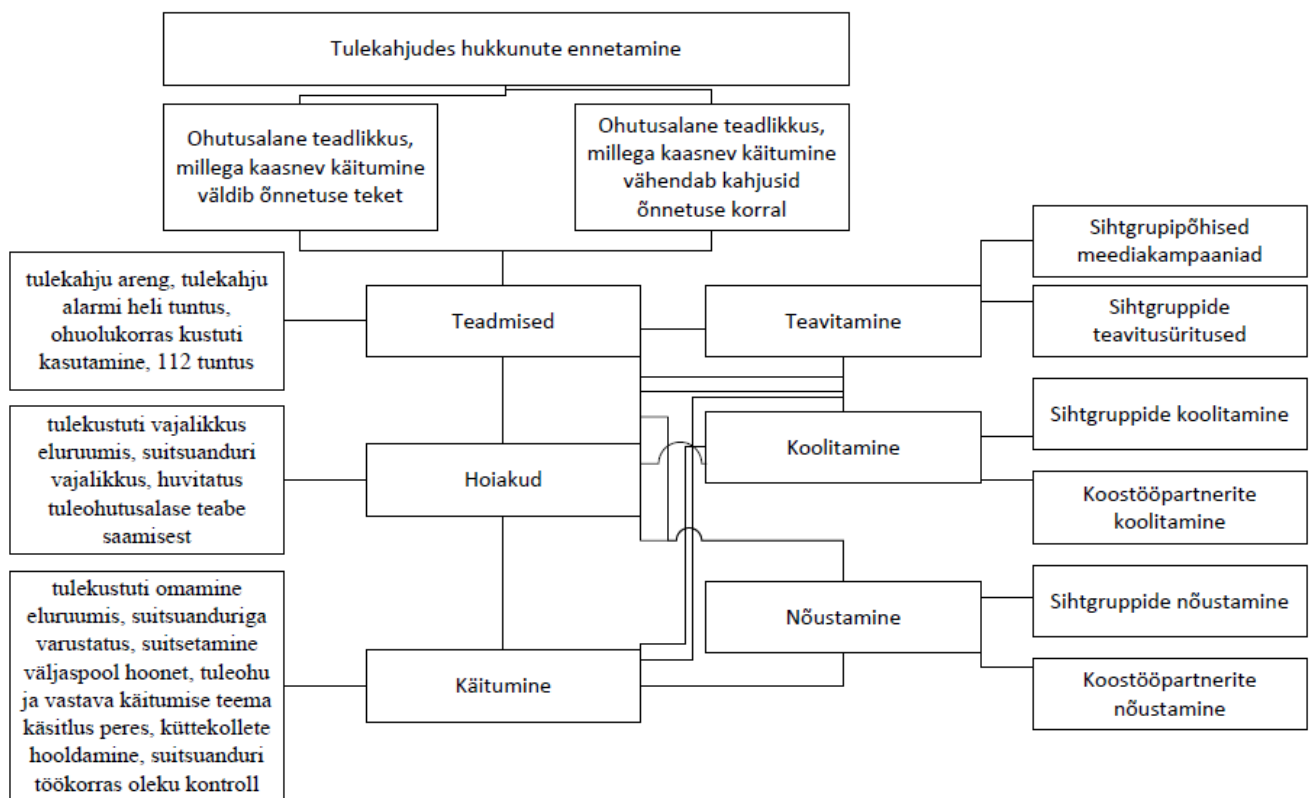 Tulekahjudes hukkunute ennetamine
Ohutusalane teadlikkus,
millega kaasnev käitumine
väldib õnnetuse teket
Ohutusalane teadlikkus,
millega kaasnev käitumine
vähendab kahjusid
õnnetuse korral
tulekahju areng, tulekahju
alarmi heli tuntus,
ohuolukorras kustuti
kasutamine, 112 tuntus
Teadmised
Teavitamine
Sihtgrupipõhised
meediakampaaniad
Sihtgruppide
teavitusüritused
tulekustuti vajalikkus
eluruumis, suitsuanduri
vajalikkus, huvitatus
tuleohutusalase teabe
saamisest
Hoiakud
Koolitamine
Sihtgruppide koolitamine
Koostööpartnerite
koolitamine
tulekustuti omamine
eluruumis, suitsuanduriga
varustatus, suitsetamine
väljaspool hoonet, tuleohu
ja vastava käitumise teema
käsitlus peres, küttekollete
hooldamine, suitsuanduri
töökorras oleku kontroll
Käitumine
Nõustamine
Sihtgruppide nõustamine
Koostööpartnerite
nõustamine